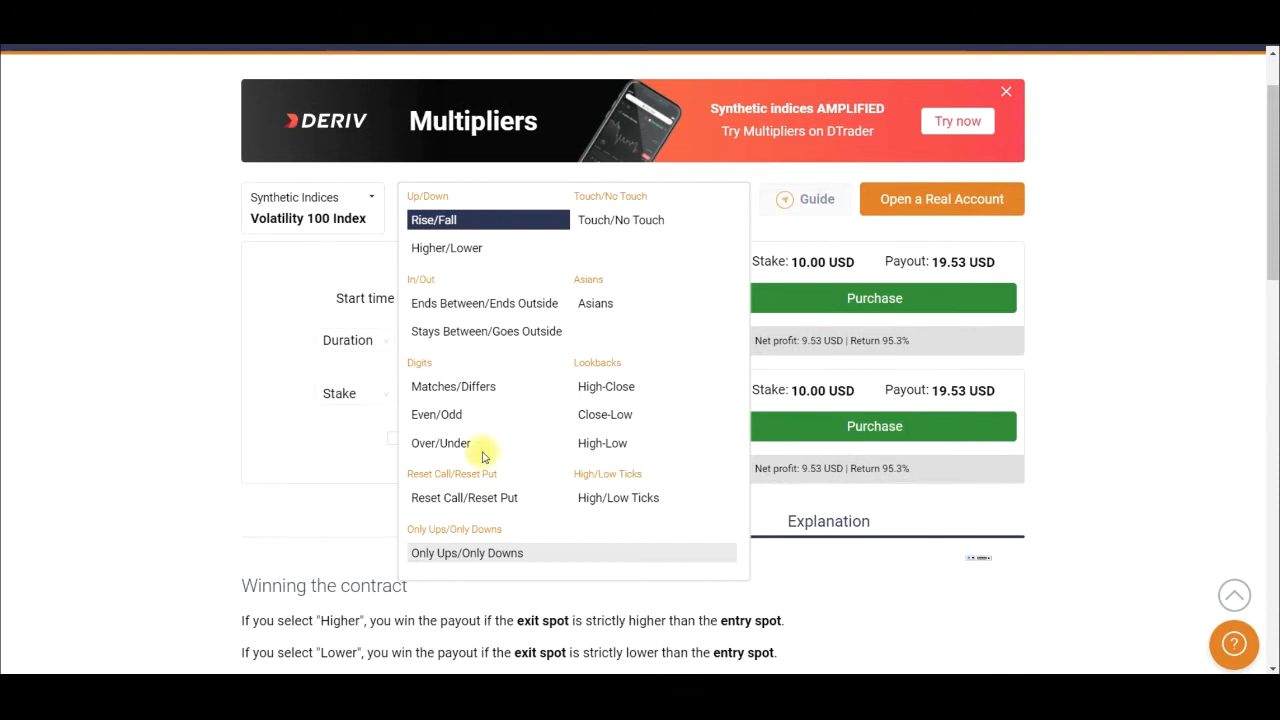 DERIV
Multipliers
Synthetic indices AMPLIFIED
Try Multipliers on DTrader
Try now
Synthetic Indices
Volatility 100 Index
Up/Down
Touch/No Touch
Rise/Fall
Touch/No Touch
Higher/Lower
In/Out
Asians
Ends Between/Ends Outside
Asians
Stays Between/Goes Outside
Digits
Lookbacks
Matches/Differs
High-Close
Even/Odd
Close-Low
Over/Under
High-Low
Reset Call/Reset Put
High/Low Ticks
Reset Call/Reset Put
High/Low Ticks
Only Ups/Only Downs
Only Ups/Only Downs
Guide
Open a Real Account
Start time
Duration
Stake
Stake: 10.00 USD Payout: 19.53 USD
Purchase
Net profit: 9.53 USD | Return 95.3%
Stake: 10.00 USD Payout: 19.53 USD
Purchase
Net profit: 9.53 USD | Return 95.3%
Explanation
Winning the contract
If you select "Higher", you win the payout if the exit spot is strictly higher than the entry spot.
If you select "Lower", you win the payout if the exit spot is strictly lower than the entry spot.
?